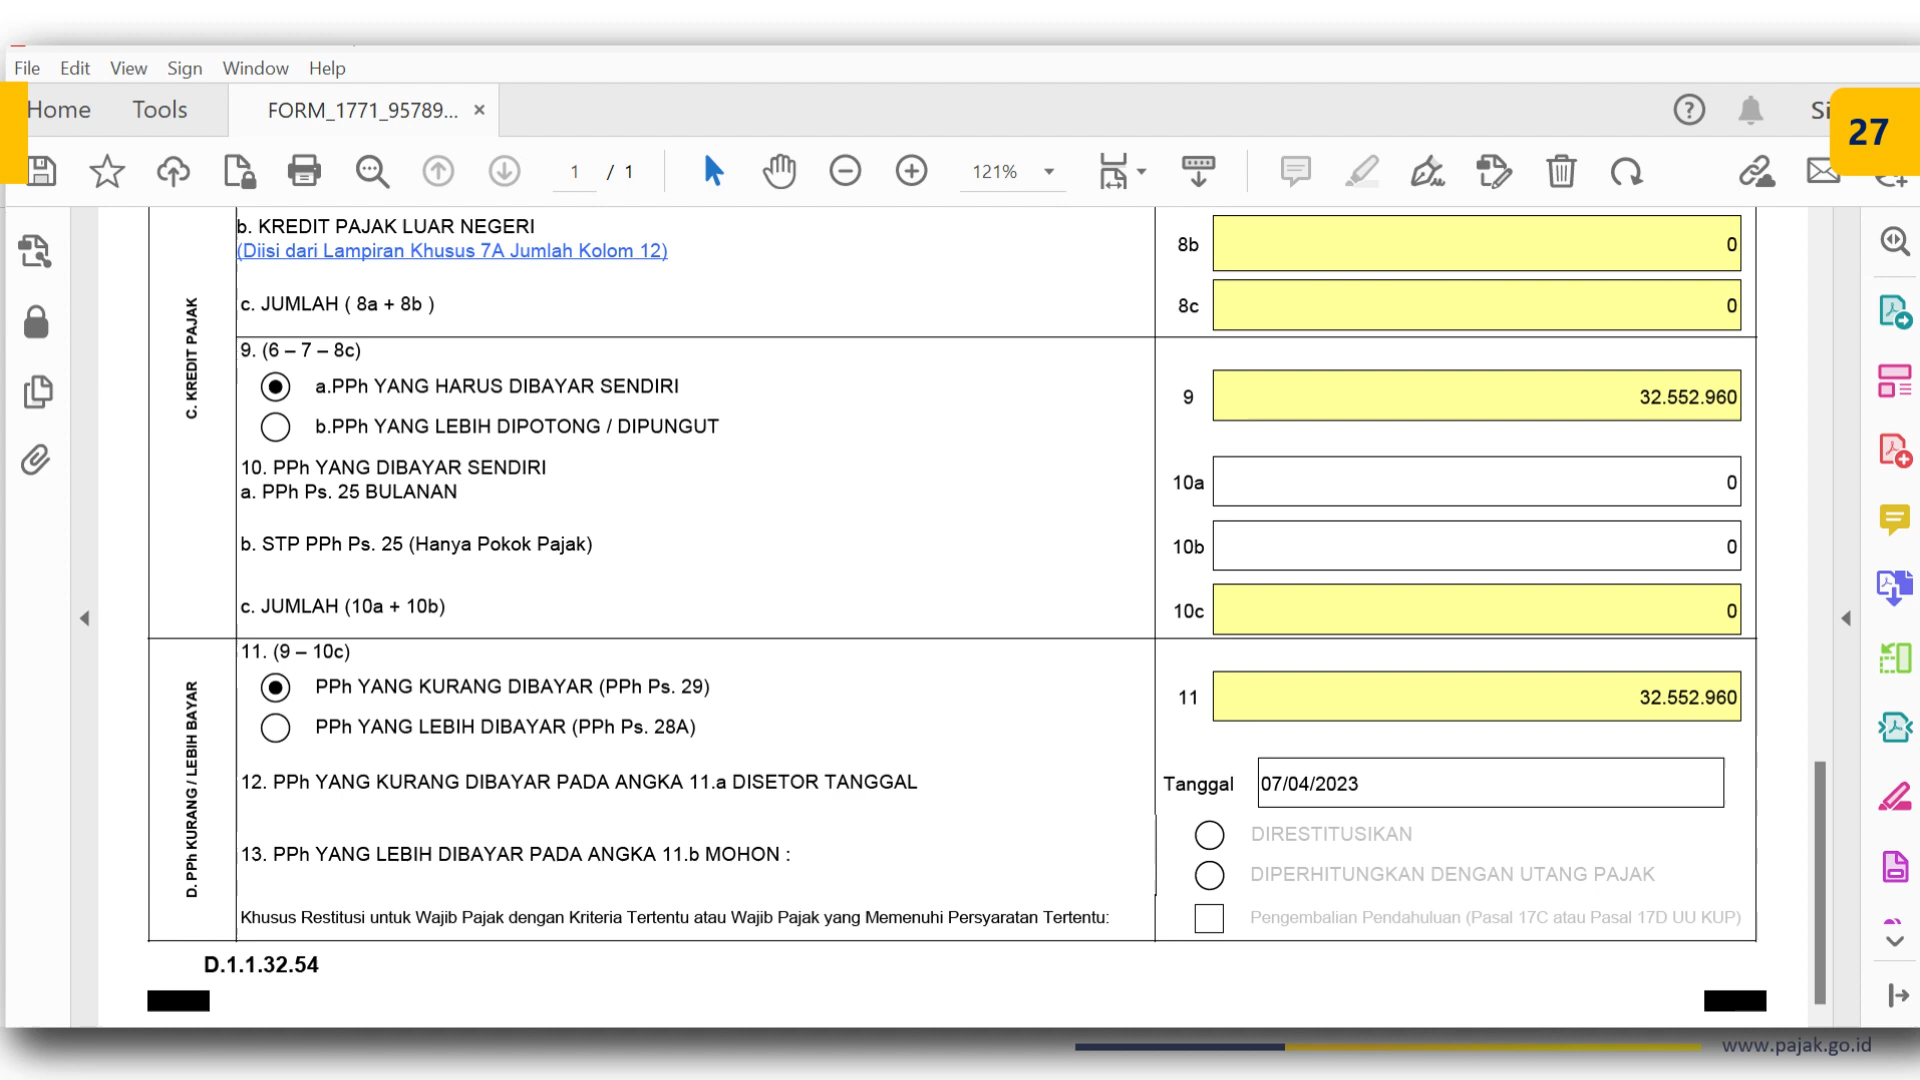 File Edit View Sign Window Help
Home Tools FORM_1771_95789... ×
27
1 / 1 121%
b. KREDIT PAJAK LUAR NEGERI
(Diisi dari Lampiran Khusus 7A Jumlah Kolom 12)
8b 0
c. JUMLAH ( 8a + 8b ) 8c 0
C. KREDIT PAJAK
9. (6 – 7 – 8c)
a.PPh YANG HARUS DIBAYAR SENDIRI
9 32.552.960
b.PPh YANG LEBIH DIPOTONG / DIPUNGUT
10. PPh YANG DIBAYAR SENDIRI
a. PPh Ps. 25 BULANAN 10a 0
b. STP PPh Ps. 25 (Hanya Pokok Pajak) 10b 0
c. JUMLAH (10a + 10b) 10c 0
D. PPh KURANG / LEBIH BAYAR
11. (9 – 10c)
PPh YANG KURANG DIBAYAR (PPh Ps. 29)
11 32.552.960
PPh YANG LEBIH DIBAYAR (PPh Ps. 28A)
12. PPh YANG KURANG DIBAYAR PADA ANGKA 11.a DISETOR TANGGAL Tanggal 07/04/2023
DIRESTITUSIKAN
13. PPh YANG LEBIH DIBAYAR PADA ANGKA 11.b MOHON :
DIPERHITUNGKAN DENGAN UTANG PAJAK
Khusus Restitusi untuk Wajib Pajak dengan Kriteria Tertentu atau Wajib Pajak yang Memenuhi Persyaratan Tertentu: Pengembalian Pendahuluan (Pasal 17C atau Pasal 17D UU KUP)
D.1.1.32.54
www.pajak.go.id